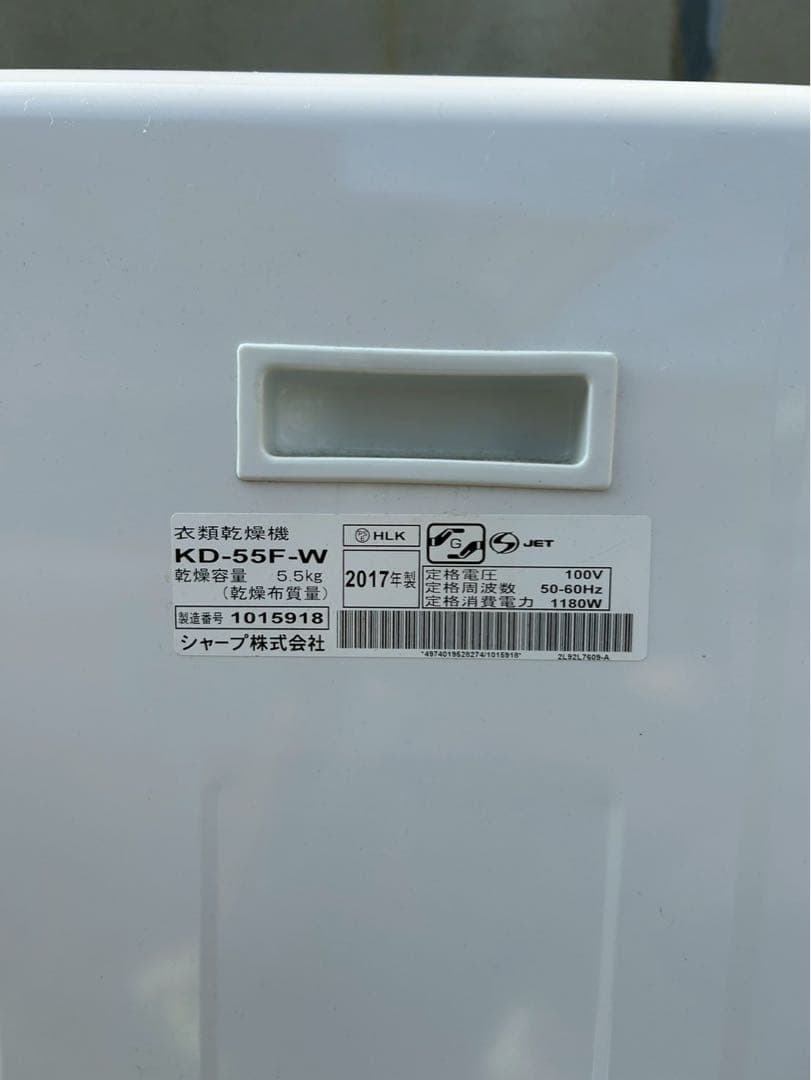 衣類乾燥機
KD-55F-W
乾燥容量 5.5kg
(乾燥布質量)
製造番号 1015918
シャープ株式会社
HLK
2017年製
G
JET
定格電圧 100V
定格周波数 50-60Hz
定格消費電力 1180W
*4974019528274/1015918*
2L92L7609-A